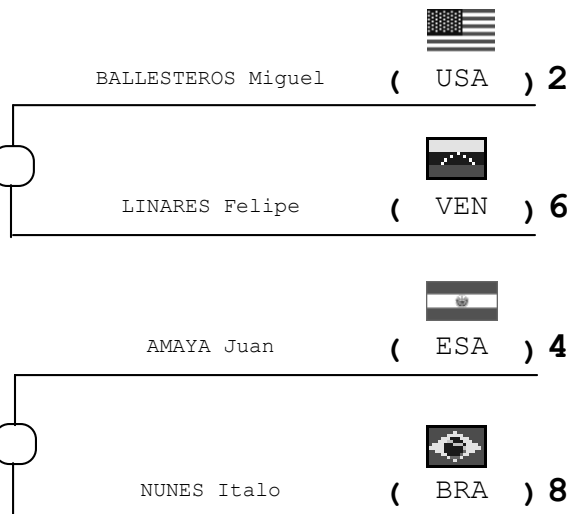 BALLESTEROS Miguel ( USA ) 2
LINARES Felipe ( VEN ) 6
AMAYA Juan ( ESA ) 4
NUNES Italo ( BRA ) 8